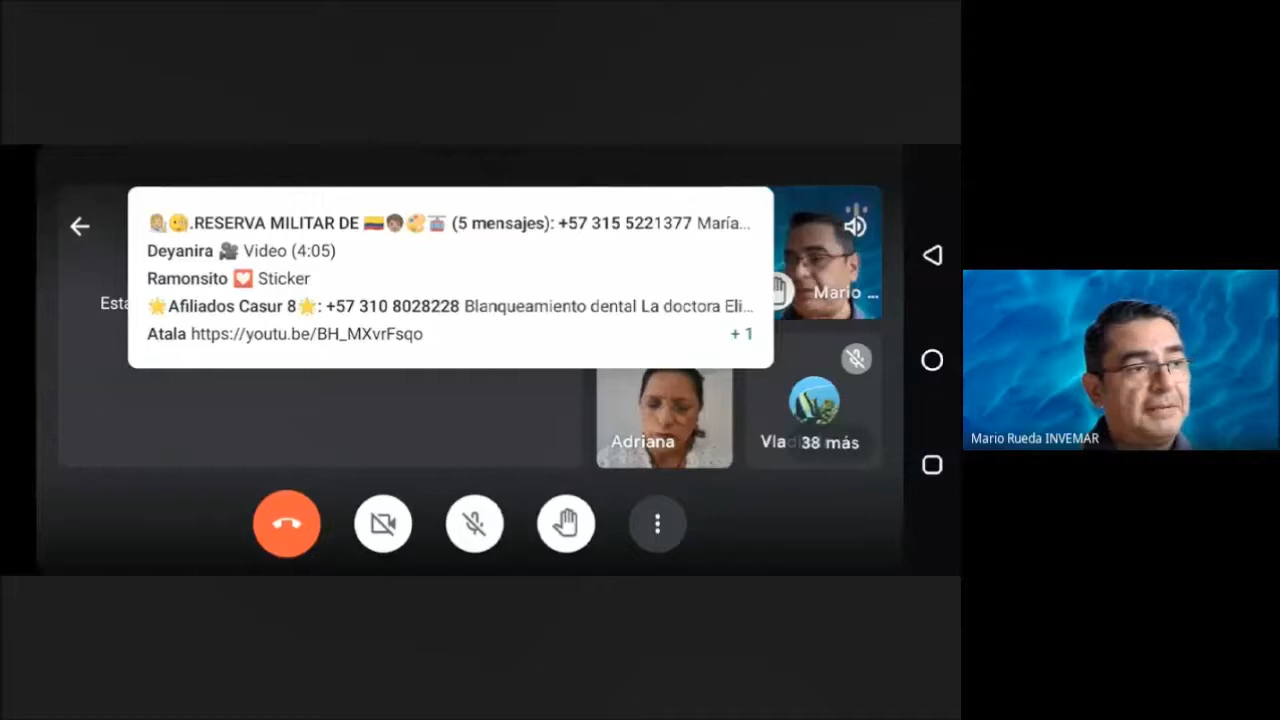 .RESERVA MILITAR DE (5 mensajes): +57 315 5221377 María...
Deyanira Video (4:05)
Ramonsito Sticker
Afiliados Casur 8: +57 310 8028228 Blanqueamiento dental La doctora Eli...
Atala https://youtu.be/BH_MXvrFsqo +1
Esta
Mario ...
Adriana
Vlad 38 más
Mario Rueda INVEMAR